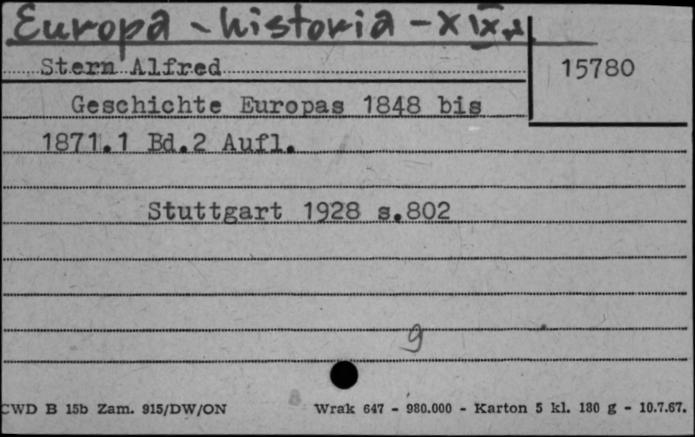 Europa - historia - XIX w.
Stern Alfred
15780
Geschichte Europas 1848 bis
1871.1 Bd.2 Aufl.
Stuttgart 1928 s.802
g
CWD B 15b Zam. 915/DW/ON
Wrak 647 - 980.000 - Karton 5 kl. 180 g - 10.7.67.